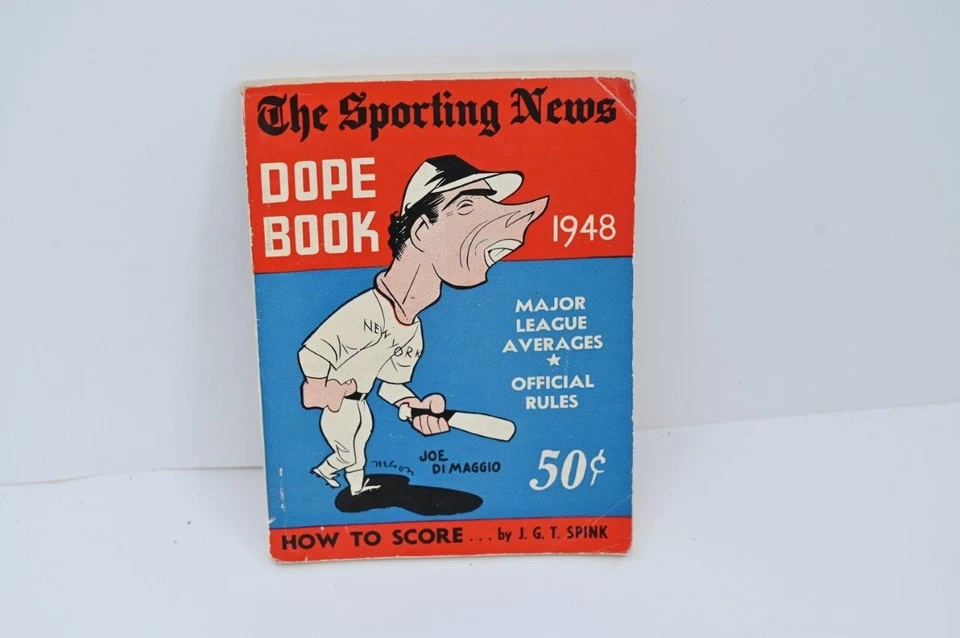 The Sporting News
DOPE
BOOK
1948
NEW YORK
MAJOR
LEAGUE
AVERAGES
★
OFFICIAL
RULES
JOE
DI MAGGIO
nelson
50¢
HOW TO SCORE... by J. G. T. SPINK